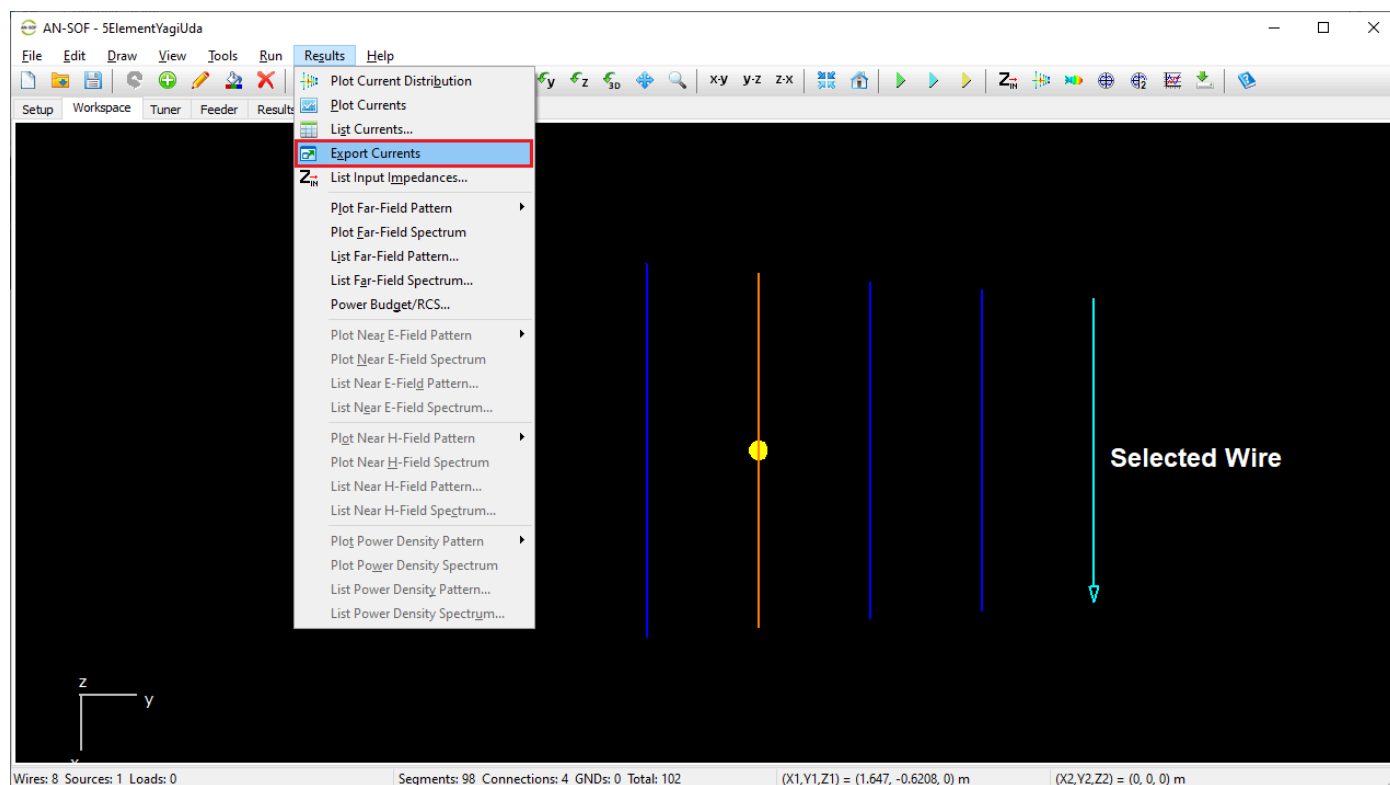 AN-SOF - 5ElementYagiUda
File Edit Draw View Tools Run Results Help
y z 3D x-y y-z z-x ZIN 2
Setup Workspace Tuner Feeder Results
Plot Current Distribution
Plot Currents
List Currents...
Export Currents
ZIN List Input Impedances...
Plot Far-Field Pattern
Plot Far-Field Spectrum
List Far-Field Pattern...
List Far-Field Spectrum...
Power Budget/RCS...
Plot Near E-Field Pattern
Plot Near E-Field Spectrum
List Near E-Field Pattern...
List Near E-Field Spectrum...
Plot Near H-Field Pattern
Plot Near H-Field Spectrum
List Near H-Field Pattern...
List Near H-Field Spectrum...
Plot Power Density Pattern
Plot Power Density Spectrum
List Power Density Pattern...
List Power Density Spectrum...
Selected Wire
z
y
Wires: 8 Sources: 1 Loads: 0 Segments: 98 Connections: 4 GNDs: 0 Total: 102 (X1,Y1,Z1) = (1.647, -0.6208, 0) m (X2,Y2,Z2) = (0, 0, 0) m